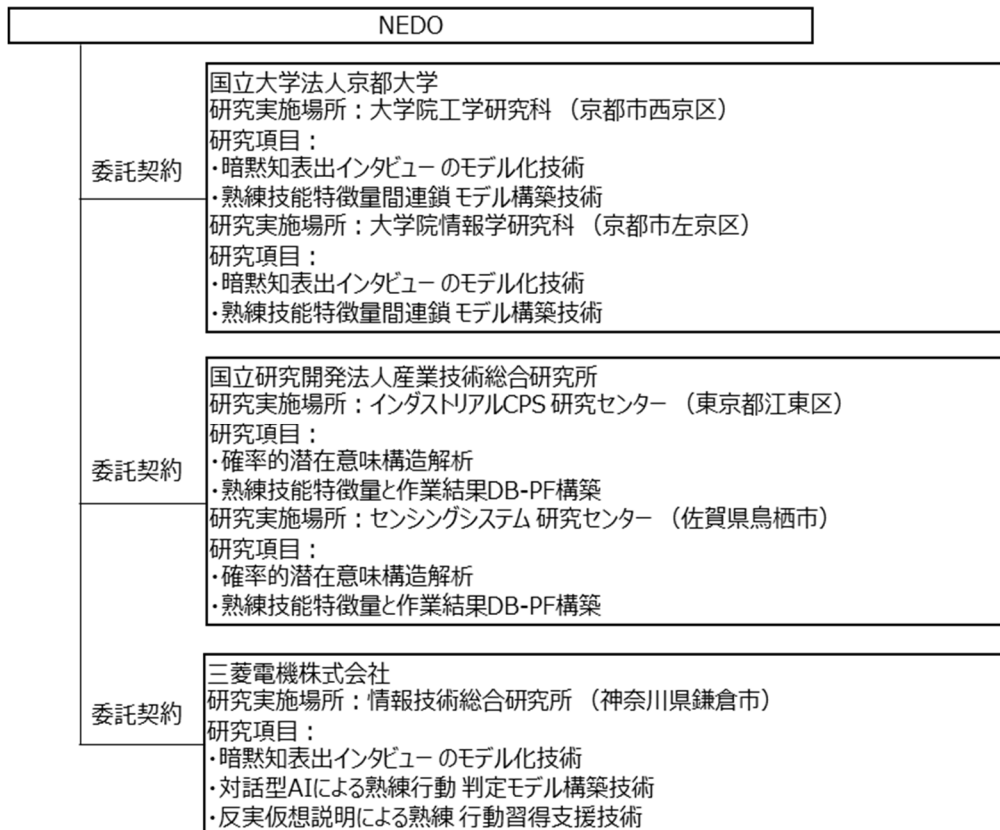 NEDO
委託契約
国立大学法人京都大学
研究実施場所：大学院工学研究科 （京都市西京区）
研究項目：
・暗黙知表出インタビュー のモデル化技術
・熟練技能特徴量間連鎖 モデル構築技術
研究実施場所：大学院情報学研究科 （京都市左京区）
研究項目：
・暗黙知表出インタビュー のモデル化技術
・熟練技能特徴量間連鎖 モデル構築技術
委託契約
国立研究開発法人産業技術総合研究所
研究実施場所：インダストリアルCPS 研究センター （東京都江東区）
研究項目：
・確率的潜在意味構造解析
・熟練技能特徴量と作業結果DB-PF構築
研究実施場所：センシングシステム 研究センター （佐賀県鳥栖市）
研究項目：
・確率的潜在意味構造解析
・熟練技能特徴量と作業結果DB-PF構築
委託契約
三菱電機株式会社
研究実施場所：情報技術総合研究所 （神奈川県鎌倉市）
研究項目：
・暗黙知表出インタビュー のモデル化技術
・対話型AIによる熟練行動 判定モデル構築技術
・反実仮想説明による熟練 行動習得支援技術